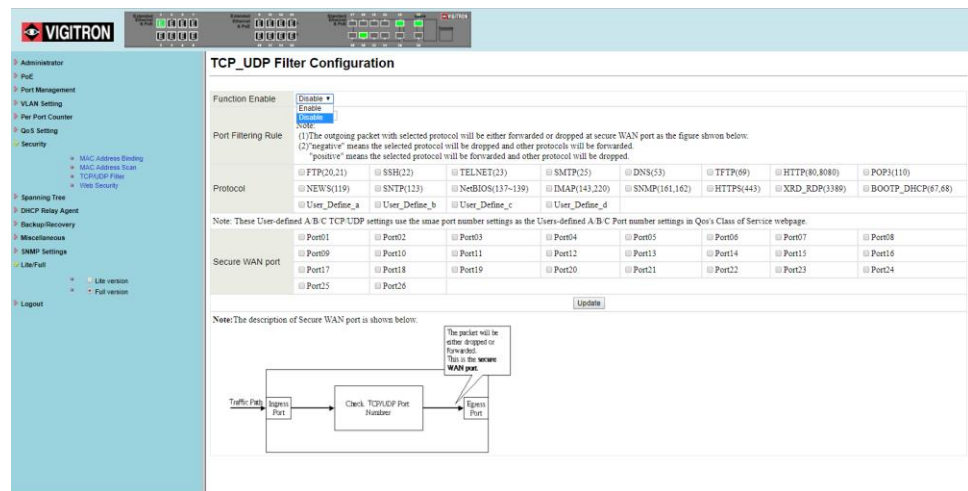 VIGITRON
VIGITRON
Administrator
PoE
Port Management
VLAN Setting
Per Port Counter
QoS Setting
Security
MAC Address Binding
MAC Address Scan
TCP/UDP Filter
Web Security
Spanning Tree
DHCP Relay Agent
Backup/Recovery
Miscellaneous
SNMP Settings
Lite/Full
Lite version
Full version
Logout
TCP_UDP Filter Configuration
Function Enable
Disable
Enable
Disable
Port Filtering Rule
Note:
(1)The outgoing packet with selected protocol will be either forwarded or dropped at secure WAN port as the figure shwon below.
(2)"negative" means the selected protocol will be dropped and other protocols will be forwarded.
"positive" means the selected protocol will be forwarded and other protocol will be dropped.
Protocol
FTP(20,21) SSH(22) TELNET(23) SMTP(25) DNS(53) TFTP(69) HTTP(80,8080) POP3(110)
NEWS(119) SNTP(123) NetBIOS(137~139) IMAP(143,220) SNMP(161,162) HTTPS(443) XRD_RDP(3389) BOOTP_DHCP(67,68)
User_Define_a User_Define_b User_Define_c User_Define_d
Note: These User-defined A/B/C TCP/UDP settings use the smae port number settings as the Users-defined A/B/C Port number settings in Qos's Class of Service webpage.
Secure WAN port
Port01 Port02 Port03 Port04 Port05 Port06 Port07 Port08
Port09 Port10 Port11 Port12 Port13 Port14 Port15 Port16
Port17 Port18 Port19 Port20 Port21 Port22 Port23 Port24
Port25 Port26
Update
Note:The description of Secure WAN port is shown below.
The packet will be
either dropped or
forwarded.
This is the secure
WAN port.
Traffic Path
Ingress
Port
Check TCP/UDP Port
Number
Egress
Port